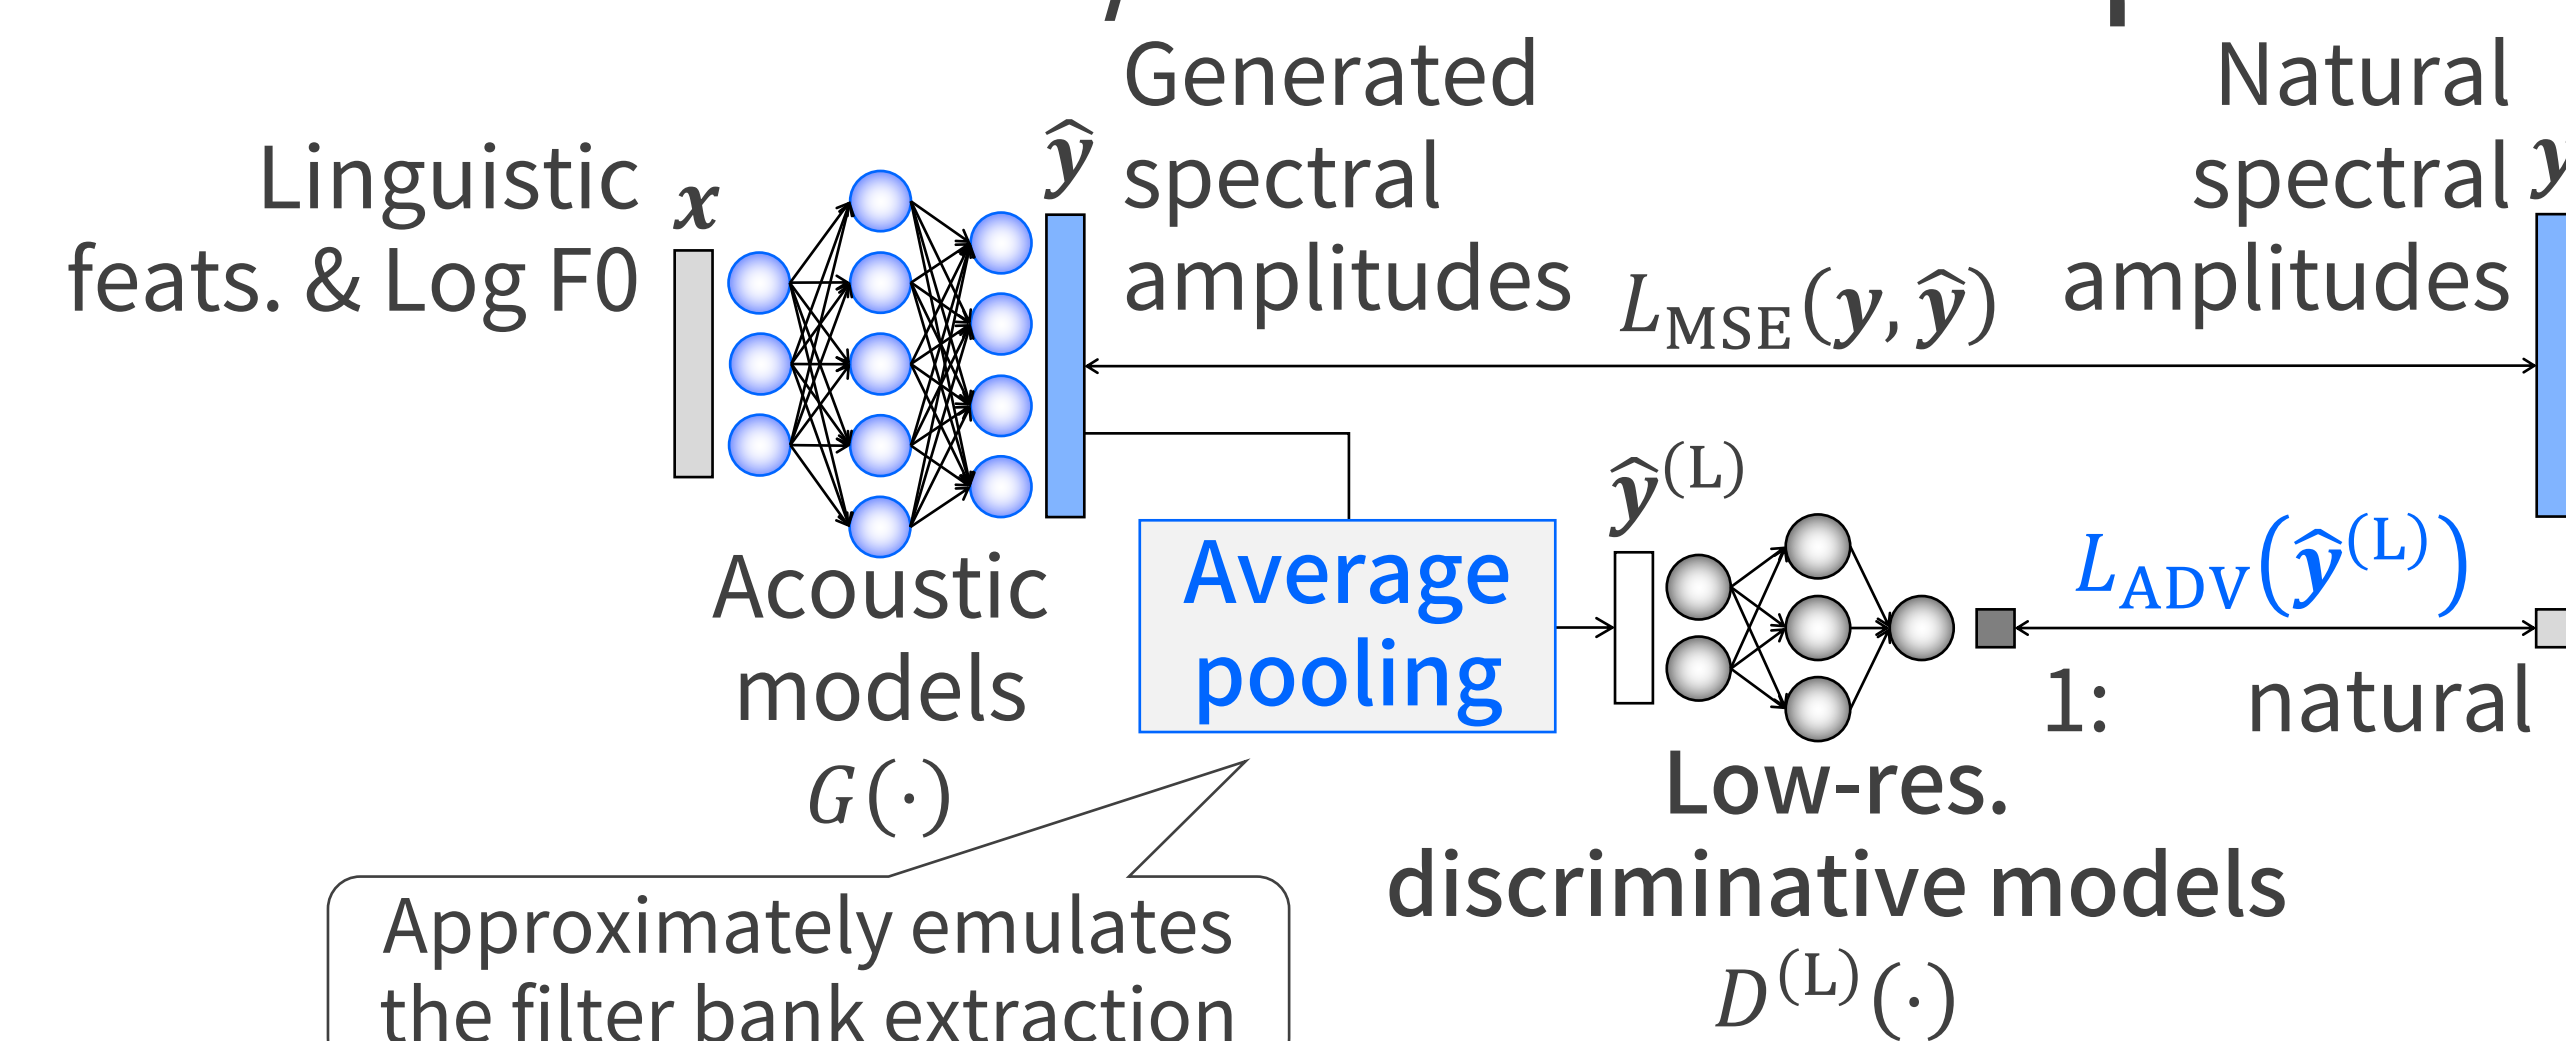 Linguistic
feats. & Log F0
x
ŷ
Generated
spectral
amplitudes
L_MSE(y, ŷ)
Natural
spectral
amplitudes
y
Acoustic
models
G(·)
Average
pooling
ŷ^(L)
L_ADV(ŷ^(L))
1: natural
Low-res.
discriminative models
D^(L)(·)
Approximately emulates
the filter bank extraction